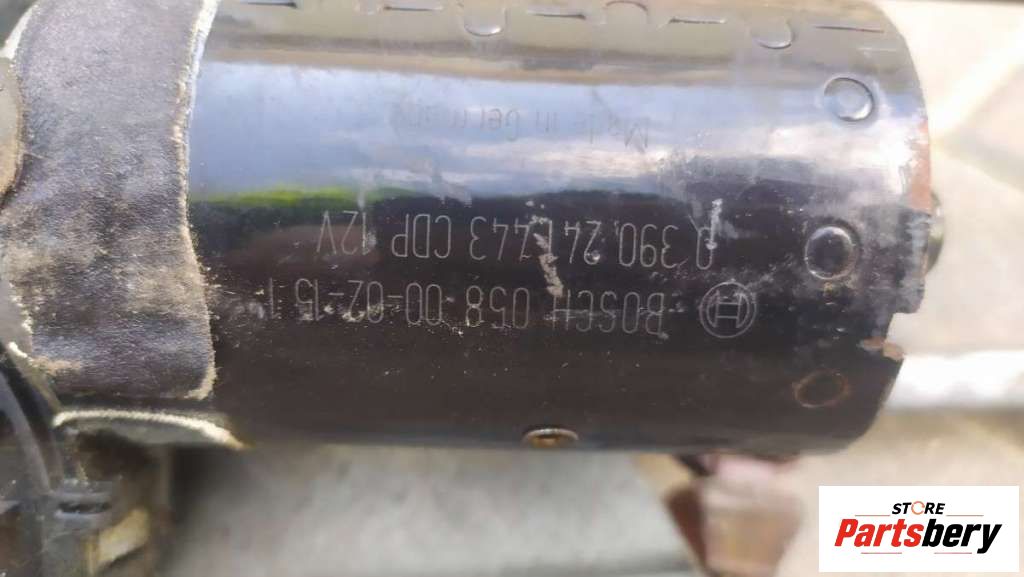 BOSCH 058 00-02-15 1
0 390 241 443 CDP 12V
Made in Germany
STORE
Partsbery